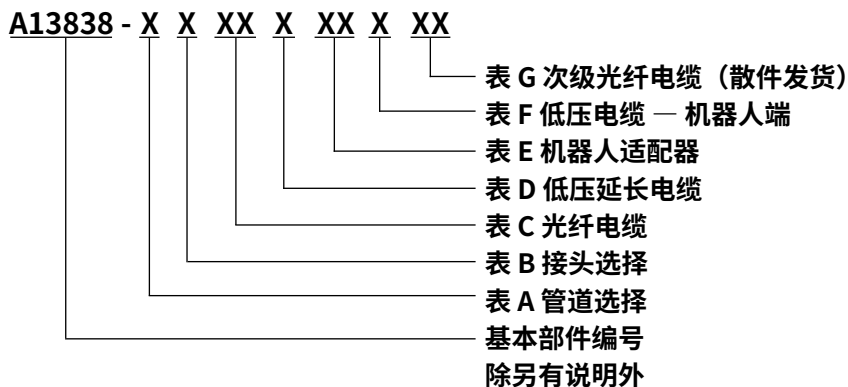 A13838 - X X XX X XX X XX
表 G 次级光纤电缆（散件发货）
表 F 低压电缆 — 机器人端
表 E 机器人适配器
表 D 低压延长电缆
表 C 光纤电缆
表 B 接头选择
表 A 管道选择
基本部件编号
除另有说明外